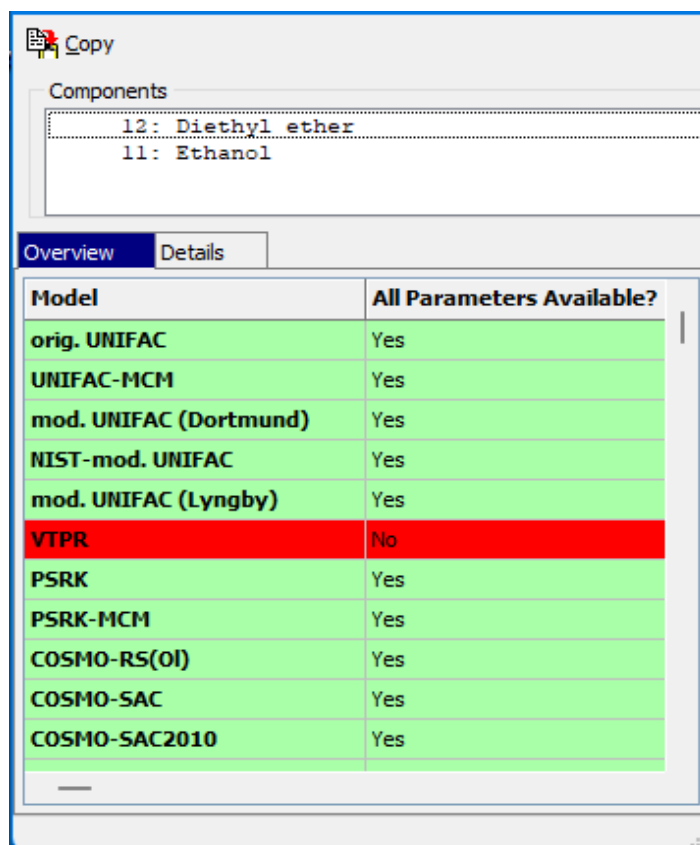 Copy
Components
12: Diethyl ether
11: Ethanol
Overview Details
Model All Parameters Available?
orig. UNIFAC Yes
UNIFAC-MCM Yes
mod. UNIFAC (Dortmund) Yes
NIST-mod. UNIFAC Yes
mod. UNIFAC (Lyngby) Yes
VTPR No
PSRK Yes
PSRK-MCM Yes
COSMO-RS(Ol) Yes
COSMO-SAC Yes
COSMO-SAC2010 Yes